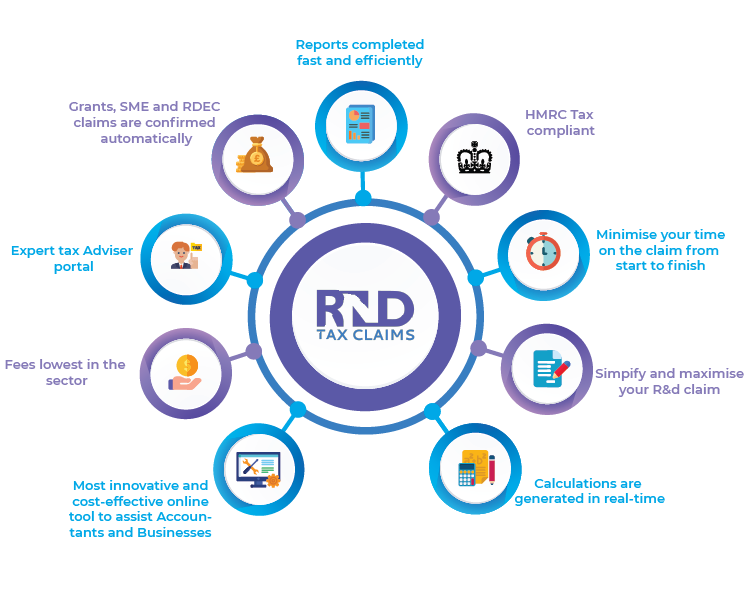 Reports completed
fast and efficiently
HMRC Tax
compliant
Minimise your time
on the claim from
start to finish
Simpify and maximise
your R&d claim
Calculations are
generated in real-time
Most innovative and
cost-effective online
tool to assist Accoun-
tants and Businesses
Fees lowest in the
sector
Expert tax Adviser
portal
TAX
Grants, SME and RDEC
claims are confirmed
automatically
£
$
RND
TAX CLAIMS